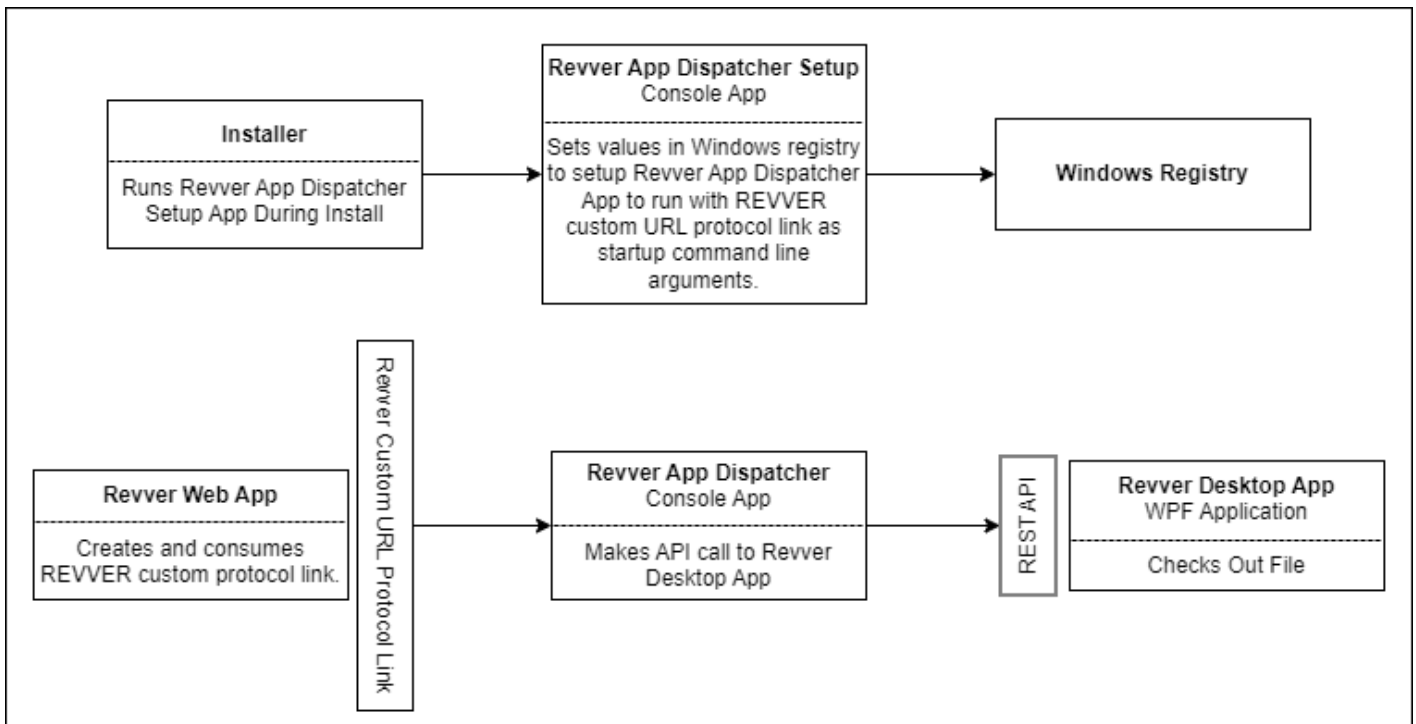 Installer
Runs Revver App Dispatcher
Setup App During Install
Revver App Dispatcher Setup
Console App
Sets values in Windows registry
to setup Revver App Dispatcher
App to run with REVVER
custom URL protocol link as
startup command line
arguments.
Windows Registry
Revver Web App
Creates and consumes
REVVER custom protocol link.
Revver Custom URL Protocol Link
Revver App Dispatcher
Console App
Makes API call to Revver
Desktop App
REST API
Revver Desktop App
WPF Application
Checks Out File